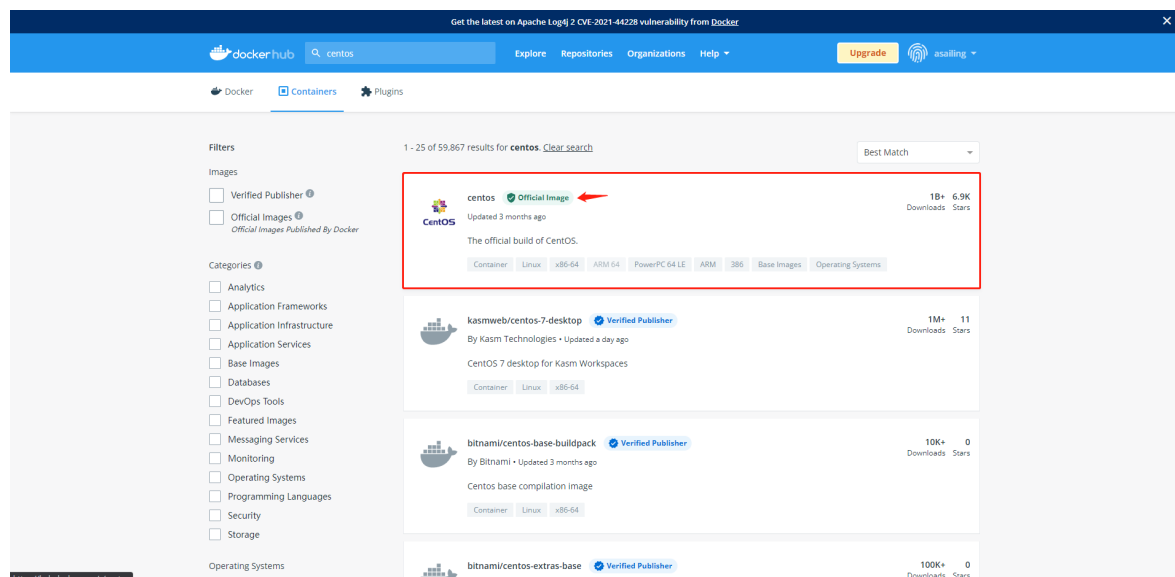 Get the latest on Apache Log4j 2 CVE-2021-44228 vulnerability from Docker
dockerhub centos Explore Repositories Organizations Help Upgrade asailing
Docker Containers Plugins
Filters
1 - 25 of 59,867 results for centos. Clear search
Best Match
Images
Verified Publisher
Official Images
Official Images Published By Docker
Categories
Analytics
Application Frameworks
Application Infrastructure
Application Services
Base Images
Databases
DevOps Tools
Featured Images
Messaging Services
Monitoring
Operating Systems
Programming Languages
Security
Storage
Operating Systems
CentOS
centos Official Image
Updated 3 months ago
The official build of CentOS.
Container Linux x86-64 ARM 64 PowerPC 64 LE ARM 386 Base Images Operating Systems
1B+ 6.9K
Downloads Stars
kasmweb/centos-7-desktop Verified Publisher
By Kasm Technologies • Updated a day ago
CentOS 7 desktop for Kasm Workspaces
Container Linux x86-64
1M+ 11
Downloads Stars
bitnami/centos-base-buildpack Verified Publisher
By Bitnami • Updated 3 months ago
Centos base compilation image
Container Linux x86-64
10K+ 0
Downloads Stars
bitnami/centos-extras-base Verified Publisher
100K+ 0
Downloads Stars